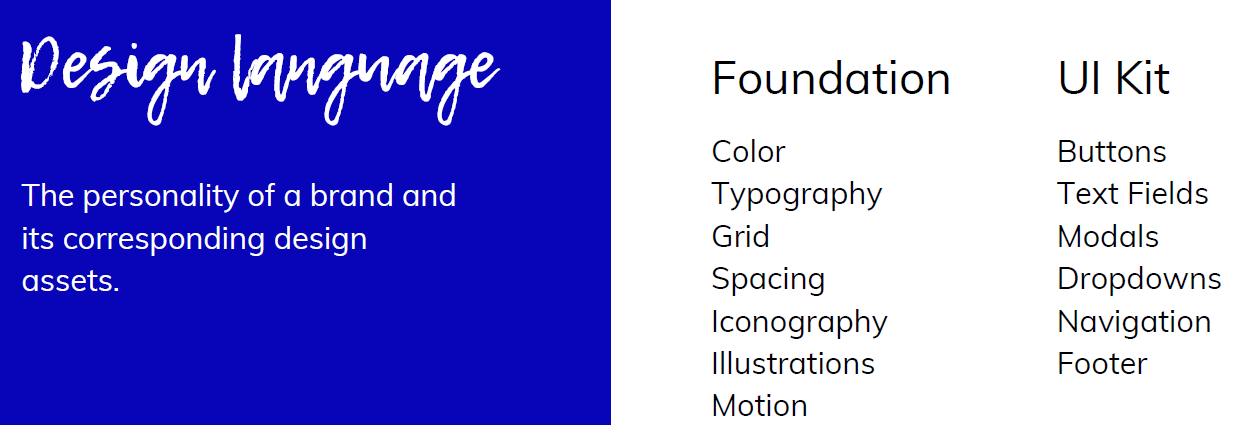 Design language
The personality of a brand and
its corresponding design
assets.
Foundation
Color
Typography
Grid
Spacing
Iconography
Illustrations
Motion
UI Kit
Buttons
Text Fields
Modals
Dropdowns
Navigation
Footer